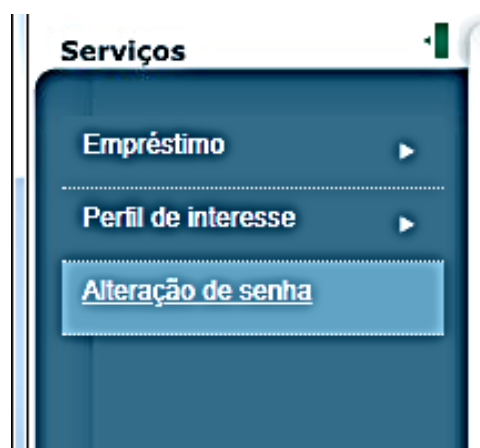 Serviços
Empréstimo
Perfil de interesse
Alteração de senha